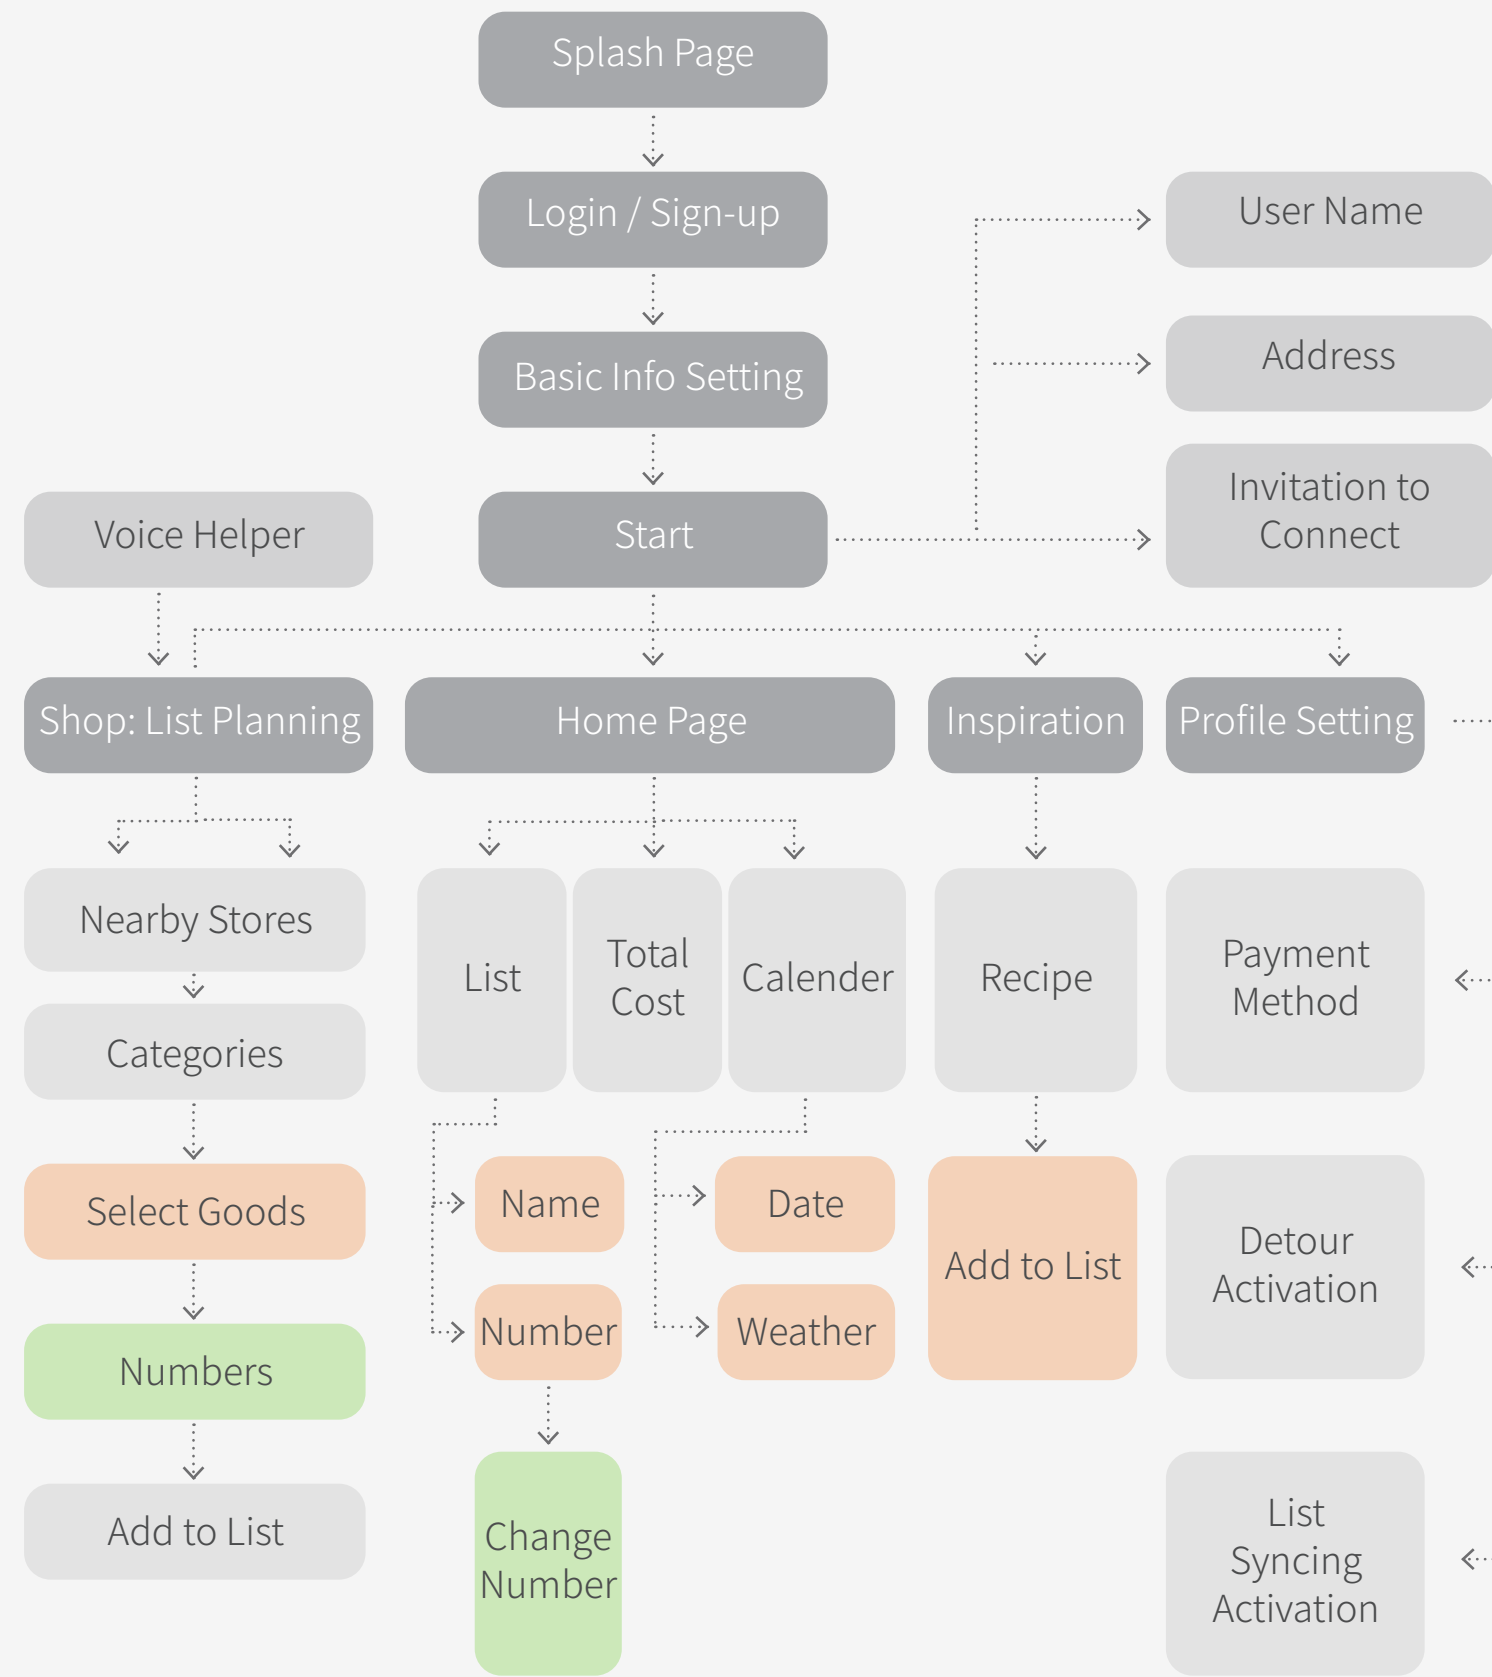 Splash Page
Login / Sign-up
User Name
Basic Info Setting
Address
Invitation to
Connect
Voice Helper
Start
Shop: List Planning
Home Page
Inspiration
Profile Setting
Nearby Stores
Categories
List
Total
Cost
Calender
Recipe
Payment
Method
Select Goods
Name
Date
Add to List
Detour
Activation
Numbers
Number
Weather
Add to List
Change
Number
List
Syncing
Activation